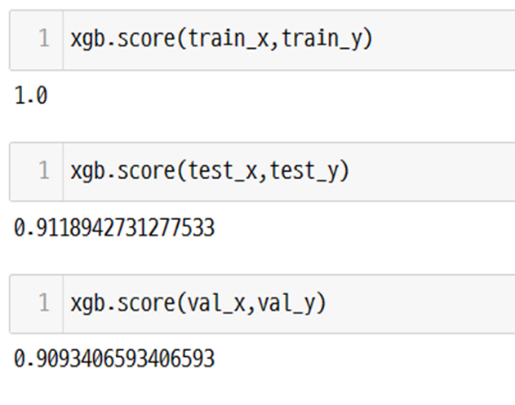 1 xgb.score(train_x,train_y)
1.0
1 xgb.score(test_x,test_y)
0.9118942731277533
1 xgb.score(val_x,val_y)
0.9093406593406593